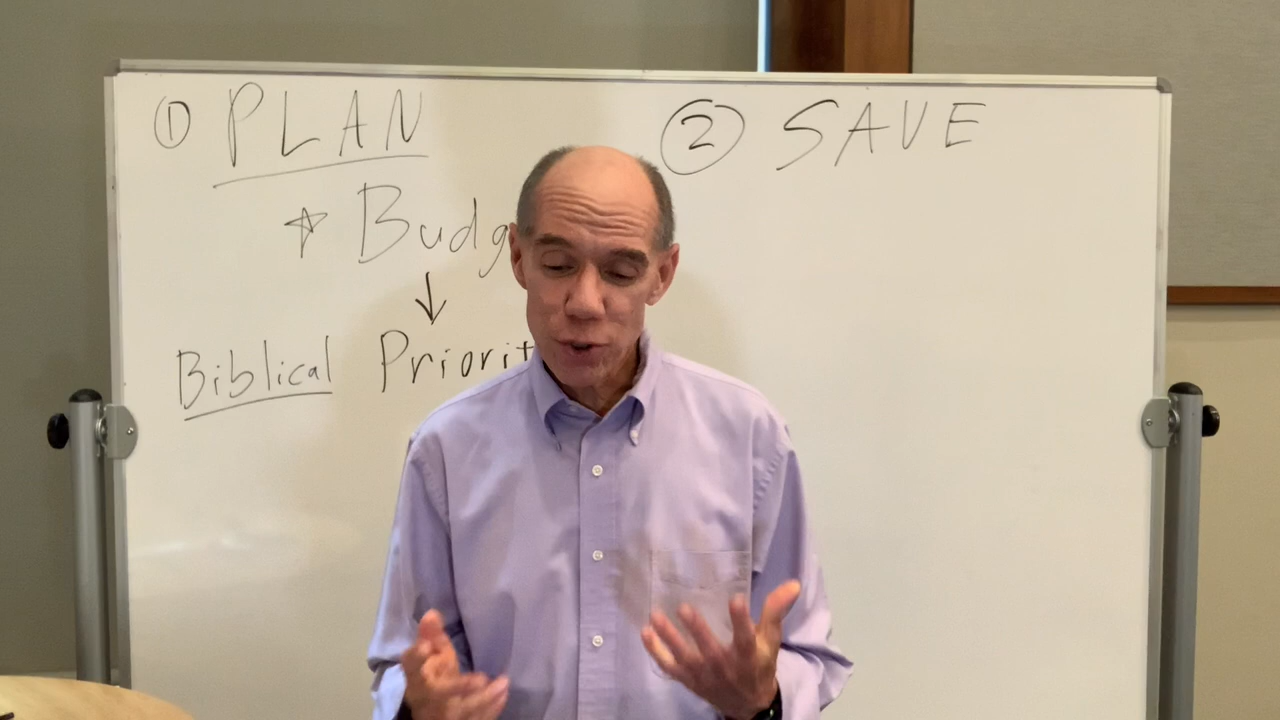 ① PLAN
② SAVE
☆ Budg
↓
Biblical Priorit